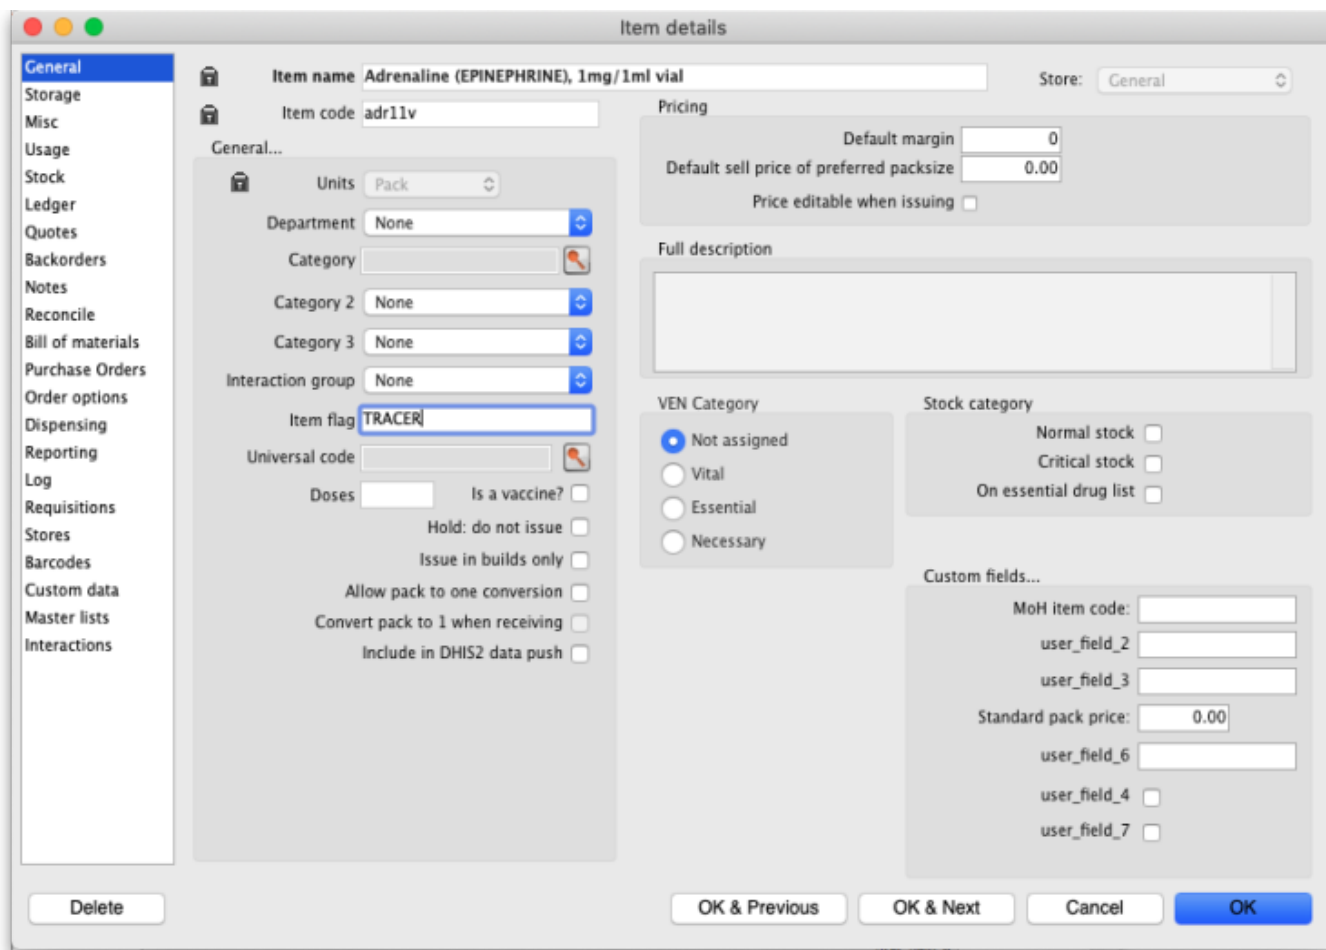 Item details
General
Storage
Misc
Usage
Stock
Ledger
Quotes
Backorders
Notes
Reconcile
Bill of materials
Purchase Orders
Order options
Dispensing
Reporting
Log
Requisitions
Stores
Barcodes
Custom data
Master lists
Interactions
Item name Adrenaline (EPINEPHRINE), 1mg/1ml vial
Store: General
Item code adr11v
General...
Units Pack
Department None
Category
Category 2 None
Category 3 None
Interaction group None
Item flag TRACER
Universal code
Doses Is a vaccine?
Hold: do not issue
Issue in builds only
Allow pack to one conversion
Convert pack to 1 when receiving
Include in DHIS2 data push
Pricing
Default margin 0
Default sell price of preferred packsize 0.00
Price editable when issuing
Full description
VEN Category
Not assigned
Vital
Essential
Necessary
Stock category
Normal stock
Critical stock
On essential drug list
Custom fields...
MoH item code:
user_field_2
user_field_3
Standard pack price: 0.00
user_field_6
user_field_4
user_field_7
Delete
OK & Previous
OK & Next
Cancel
OK